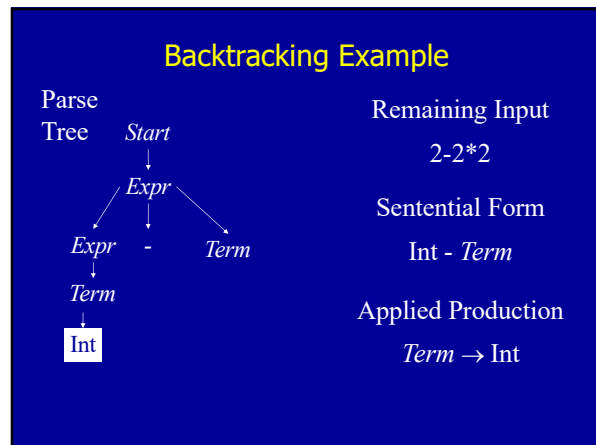 Backtracking Example
Parse
Tree
Start
Expr
Expr - Term
Term
Int
Remaining Input
2-2*2
Sentential Form
Int - Term
Applied Production
Term → Int